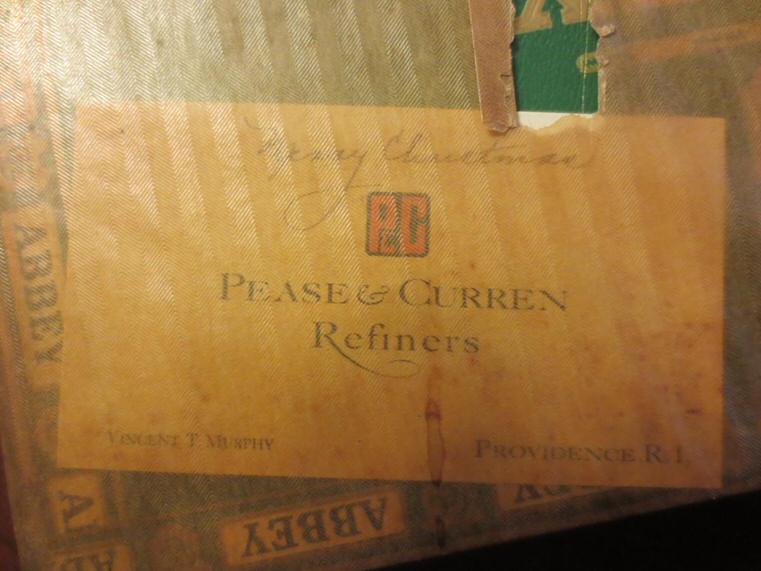 Merry Christmas
P&C
PEASE & CURREN
Refiners
VINCENT T. MURPHY
PROVIDENCE. R. I.
ABBEY
ABBEY